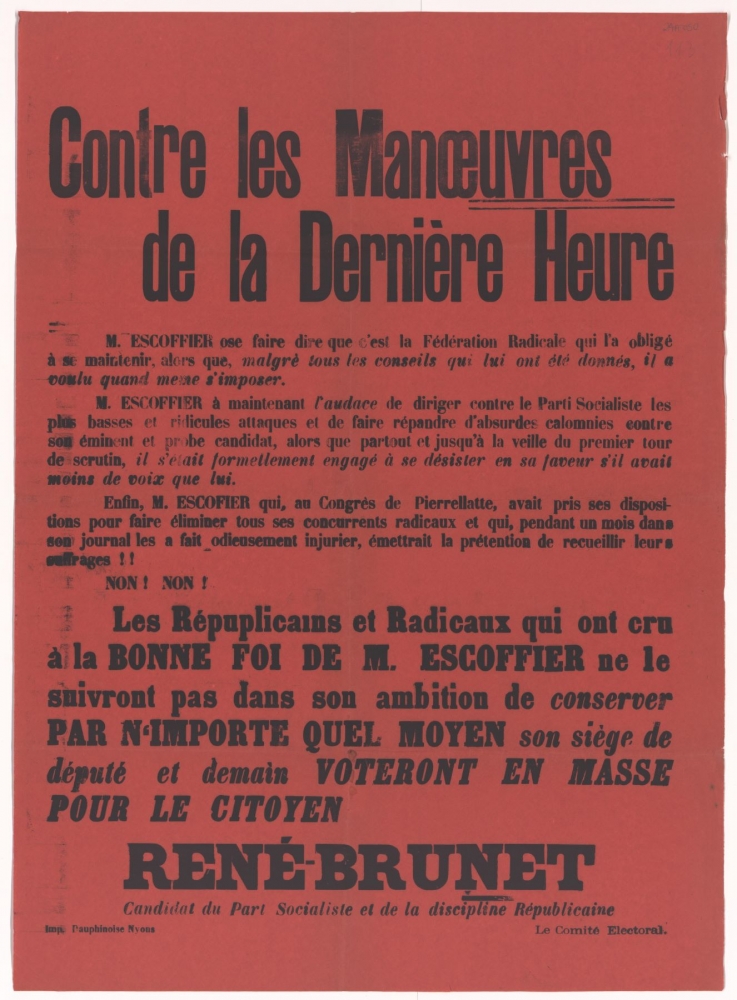 Contre les Manœuvres
de la Dernière Heure
M. ESCOFFIER ose faire dire que c'est la Fédération Radicale qui l'a obligé
à se maintenir, alors que, malgré tous les conseils qui lui ont été donnés, il a
voulu quand meme s'imposer.
M. ESCOFFIER à maintenant l'audace de diriger contre le Parti Socialiste les
plus basses et ridicules attaques et de faire répandre d'absurdes calomnies contre
son éminent et probe candidat, alors que partout et jusqu'à la veille du premier tour
de scrutin, il s'était formellement engagé à se désister en sa faveur s'il avait
moins de voix que lui.
Enfin, M. ESCOFIER qui, au Congrès de Pierrellatte, avait pris ses disposi-
tions pour faire éliminer tous ses concurrents radicaux et qui, pendant un mois dans
son journal les a fait odieusement injurier, émettrait la prétention de recueillir leurs
suffrages !!
NON ! NON !
Les Répuplicains et Radicaux qui ont cru
à la BONNE FOI DE M. ESCOFFIER ne le
suivront pas dans son ambition de conserver
PAR N'IMPORTE QUEL MOYEN son siège de
député et demain VOTERONT EN MASSE
POUR LE CITOYEN
RENÉ-BRUNET
Candidat du Part Socialiste et de la discipline Républicaine
Imp. Dauphinoise Nyons Le Comité Electoral.